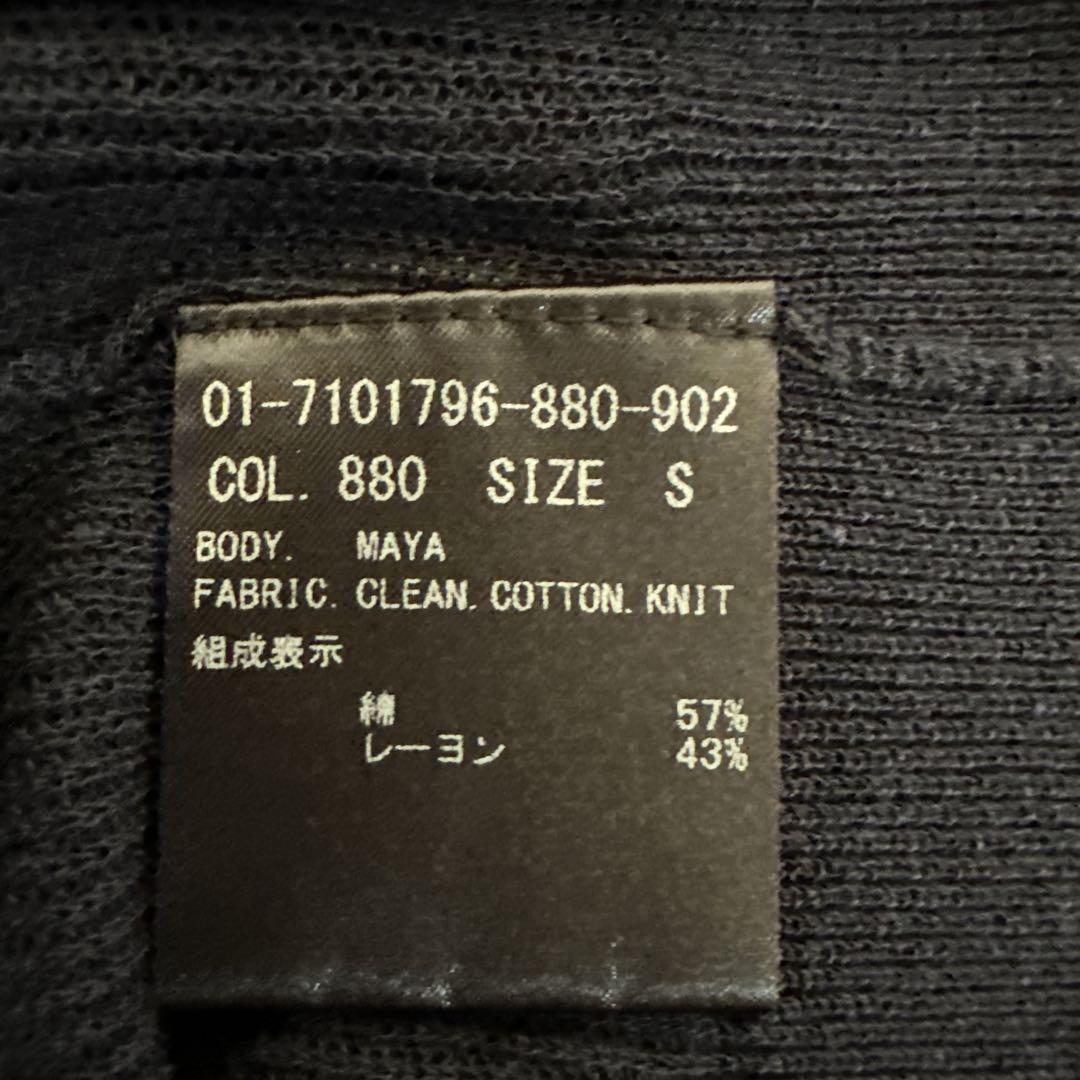 01-7101796-880-902
COL. 880 SIZE S
BODY. MAYA
FABRIC. CLEAN. COTTON. KNIT
組成表示
綿 57%
レーヨン 43%